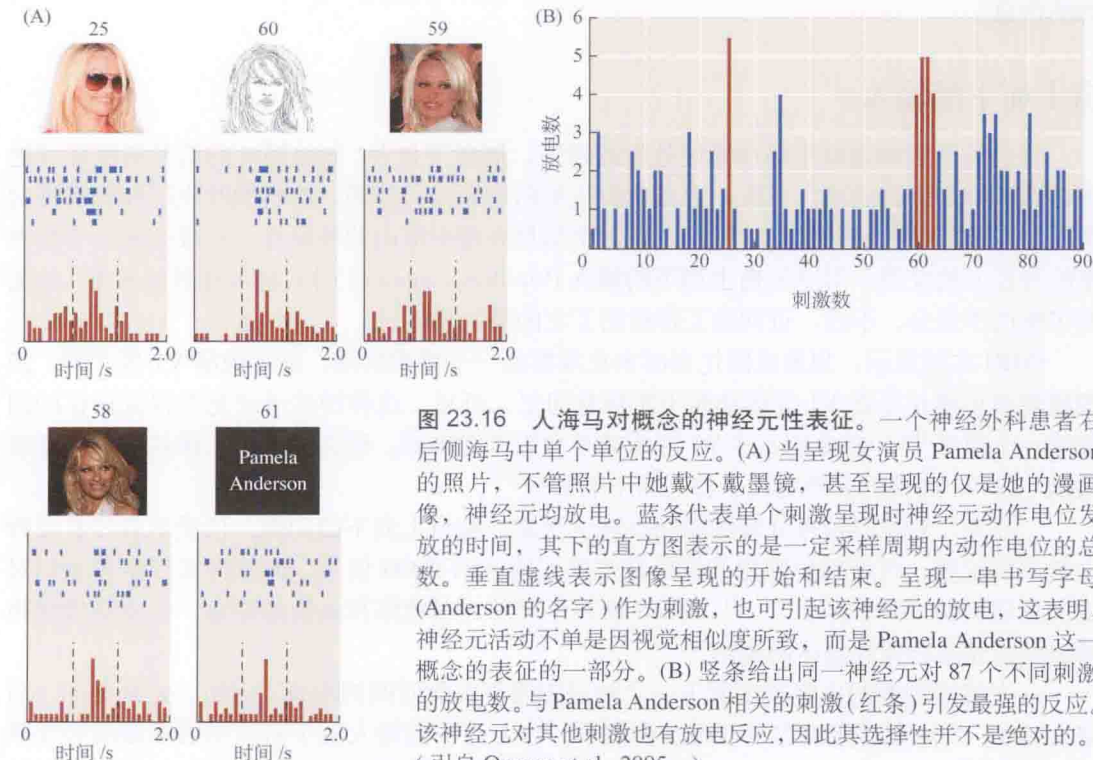 (A)
25
60
59
0
2.0
0
2.0
0
2.0
时间 /s
时间 /s
时间 /s
58
61
Pamela
Anderson
0
2.0
0
2.0
时间 /s
时间 /s
(B)
放电数
6
5
4
3
2
1
0
0
10
20
30
40
50
60
70
80
90
刺激数
图 23.16 人海马对概念的神经元性表征。一个神经外科患者右
后侧海马中单个单位的反应。(A) 当呈现女演员 Pamela Anderson
的照片，不管照片中她戴不戴墨镜，甚至呈现的仅是她的漫画
像，神经元均放电。蓝条代表单个刺激呈现时神经元动作电位发
放的时间，其下的直方图表示的是一定采样周期内动作电位的总
数。垂直虚线表示图像呈现的开始和结束。呈现一串书写字母
(Anderson 的名字 ) 作为刺激，也可引起该神经元的放电，这表明，
神经元活动不单是因视觉相似度所致，而是 Pamela Anderson 这一
概念的表征的一部分。(B) 竖条给出同一神经元对 87 个不同刺激
的放电数。与 Pamela Anderson 相关的刺激 ( 红条 ) 引发最强的反应。
该神经元对其他刺激也有放电反应，因此其选择性并不是绝对的。